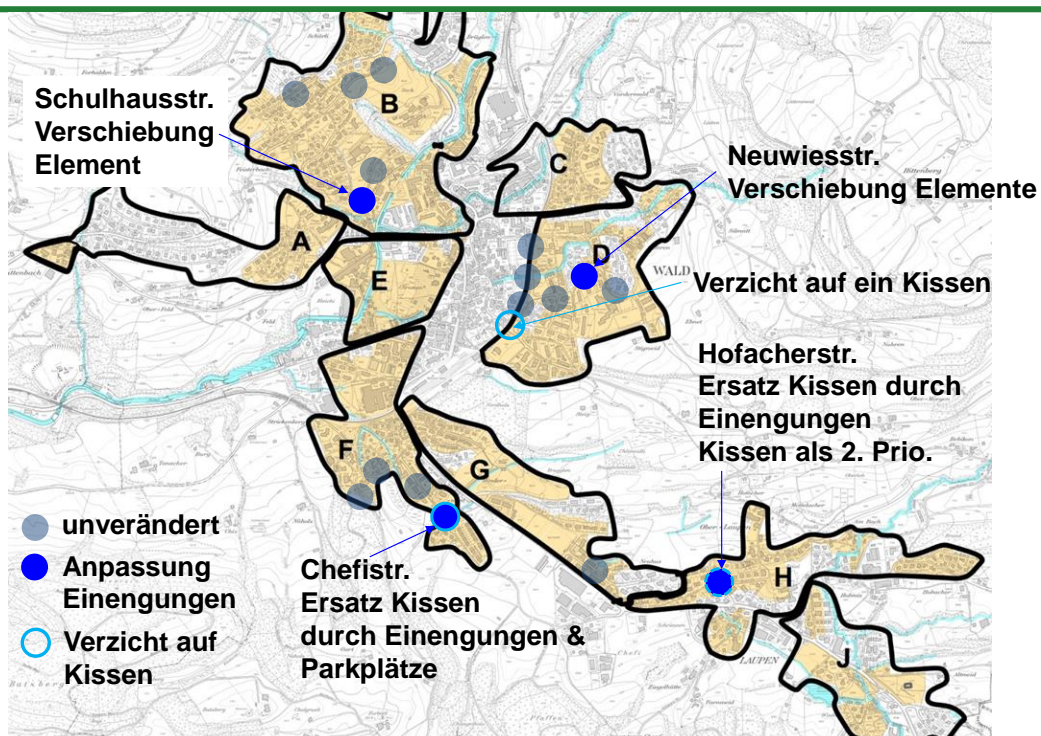 Schulhausstr.
Verschiebung
Element
B
C
Neuwiesstr.
Verschiebung Elemente
A
D
WALD
E
Verzicht auf ein Kissen
Hofacherstr.
Ersatz Kissen durch
Einengungen
Kissen als 2. Prio.
F
G
unverändert
Anpassung
Einengungen
Verzicht auf
Kissen
Chefistr.
Ersatz Kissen
durch Einengungen &
Parkplätze
H
LAUPEN
J